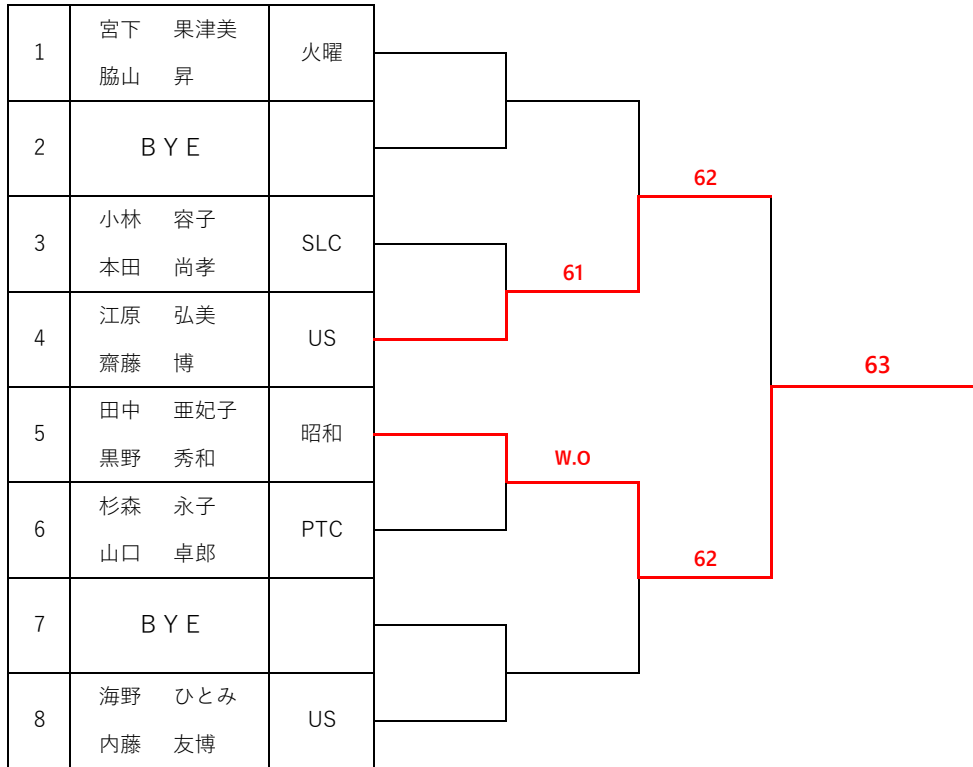 1 宮下 果津美 火曜
脇山 昇
2 BYE
62
3 小林 容子 SLC
本田 尚孝
61
4 江原 弘美 US
齋藤 博
63
5 田中 亜妃子 昭和
黒野 秀和
W.O
6 杉森 永子 PTC
山口 卓郎
62
7 BYE
8 海野 ひとみ US
内藤 友博